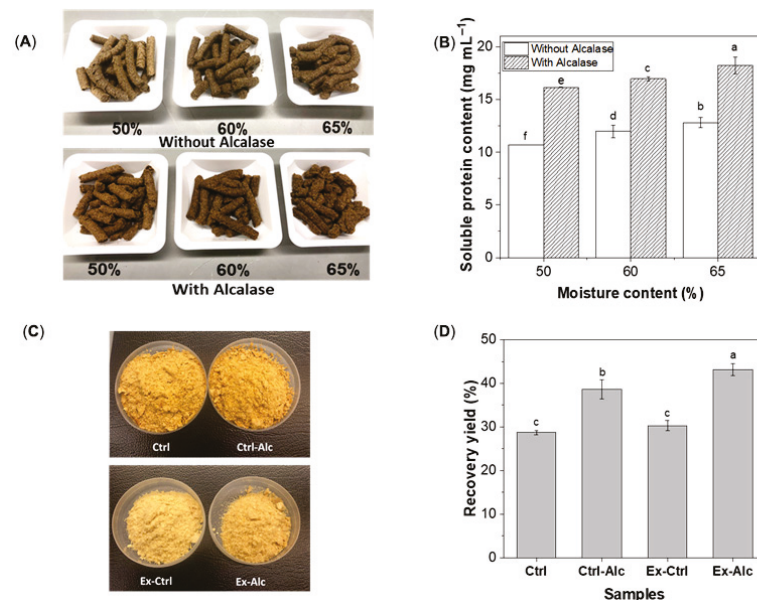 (A)
50%
60%
65%
Without Alcalase
50%
60%
65%
With Alcalase
(B)
Soluble protein content (mg mL⁻¹)
20
15
10
5
0
Without Alcalase
With Alcalase
f
e
d
c
b
a
50
60
65
Moisture content (%)
(C)
Ctrl
Ctrl-Alc
Ex-Ctrl
Ex-Alc
(D)
Recovery yield (%)
50
40
30
20
10
0
c
b
c
a
Ctrl
Ctrl-Alc
Ex-Ctrl
Ex-Alc
Samples